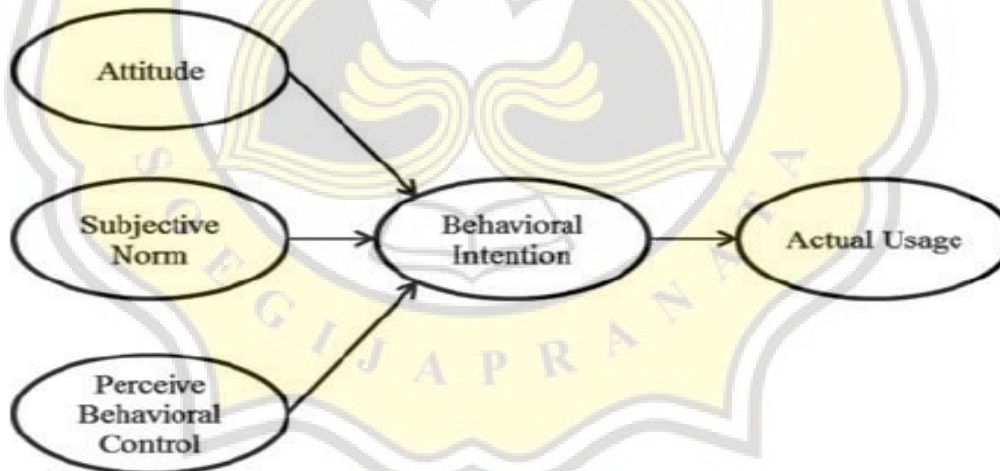 Attitude
Subjective
Norm
Behavioral
Intention
Actual Usage
Perceive
Behavioral
Control
SOEGIJAPRANATA